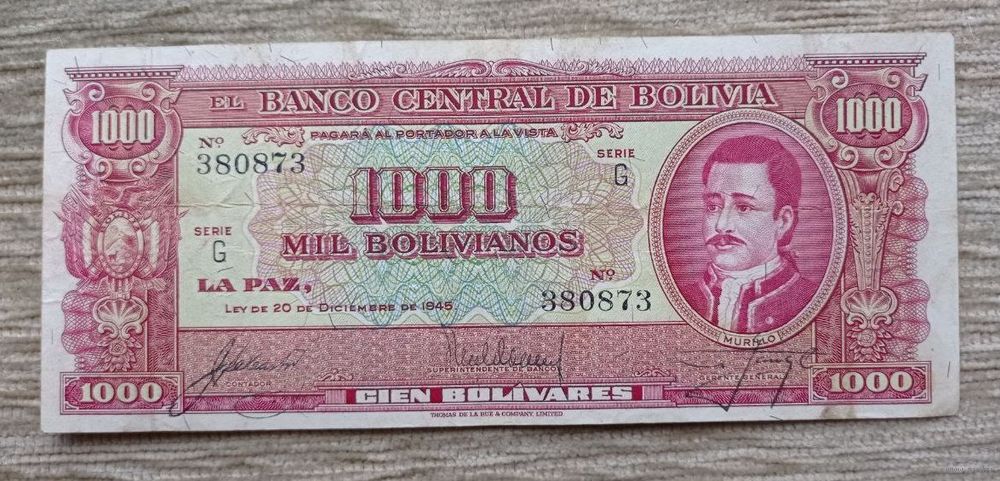 EL BANCO CENTRAL DE BOLIVIA
1000
1000
PAGARÁ AL PORTADOR A LA VISTA
Nº
380873
SERIE
G
1000
SERIE
G
MIL BOLIVIANOS
LA PAZ,
Nº
380873
LEY DE 20 DE DICIEMBRE DE 1945
MURILLO
CONTADOR
SUPERINTENDENTE DE BANCOS
GERENTE GENERAL
1000
CIEN BOLÍVARES
1000
THOMAS DE LA RUE & COMPANY, LIMITED